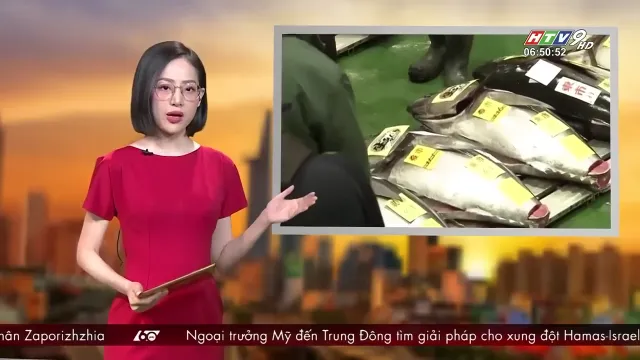 HTV9 HD
06:50:52
hân Zaporizhzhia 60 Ngoại trưởng Mỹ đến Trung Đông tìm giải pháp cho xung đột Hamas-Israel